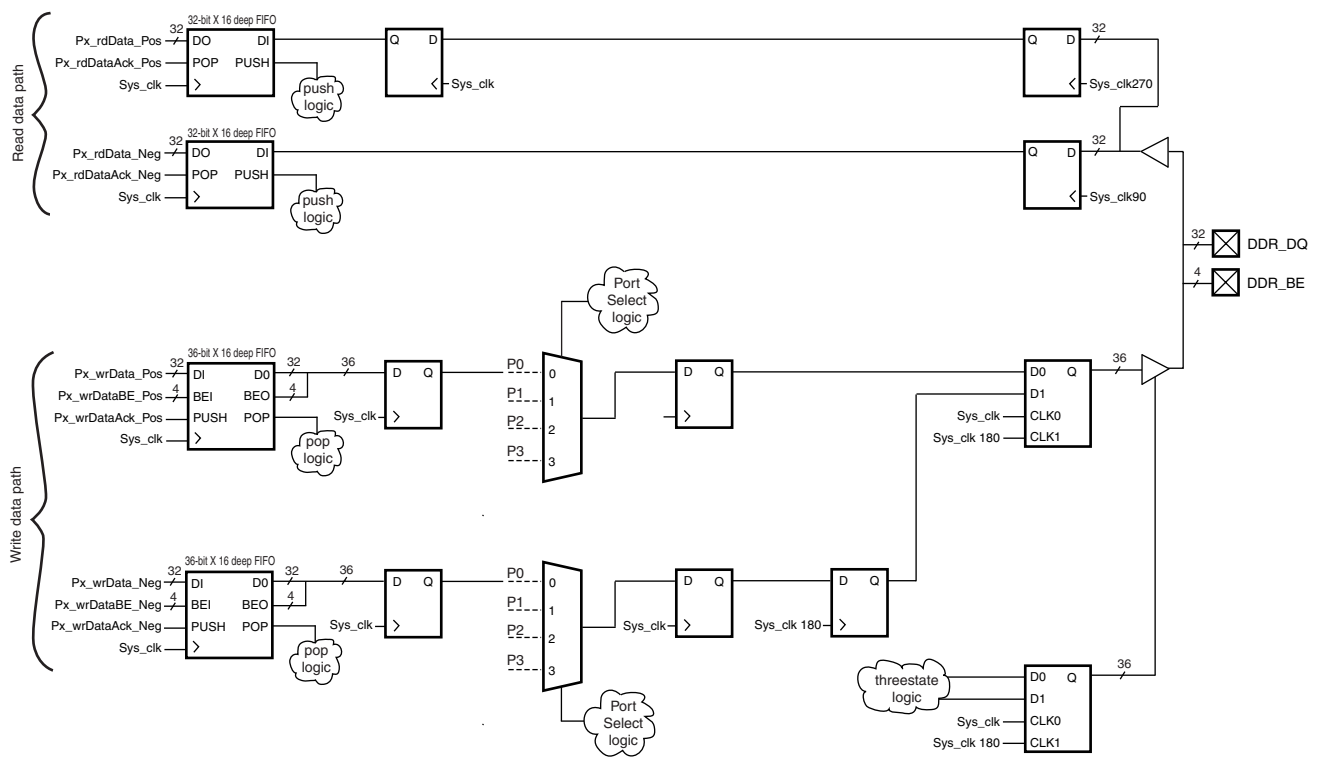 Read data path
32-bit X 16 deep FIFO
Px_rdData_Pos 32 DO DI
Px_rdDataAck_Pos POP PUSH
Sys_clk
push
logic
Q D
Sys_clk
Q D 32
Sys_clk270
32-bit X 16 deep FIFO
Px_rdData_Neg 32 DO DI
Px_rdDataAck_Neg POP PUSH
Sys_clk
push
logic
Q D 32
Sys_clk90
32 DDR_DQ
4 DDR_BE
Write data path
Port
Select
logic
36-bit X 16 deep FIFO
Px_wrData_Pos 32 DI D0 32 36
Px_wrDataBE_Pos 4 BEI BEO 4
Px_wrDataAck_Pos PUSH POP
Sys_clk
pop
logic
D Q
Sys_clk
P0 0
P1 1
P2 2
P3 3
D Q
D0 Q 36
D1
Sys_clk CLK0
Sys_clk 180 CLK1
36-bit X 16 deep FIFO
Px_wrData_Neg 32 DI D0 32 36
Px_wrDataBE_Neg 4 BEI BEO 4
Px_wrDataAck_Neg PUSH POP
Sys_clk
pop
logic
D Q
Sys_clk
P0 0
P1 1
P2 2
P3 3
Port
Select
logic
D Q
Sys_clk
D Q
Sys_clk 180
threestate
logic
D0 Q 36
D1
Sys_clk CLK0
Sys_clk 180 CLK1